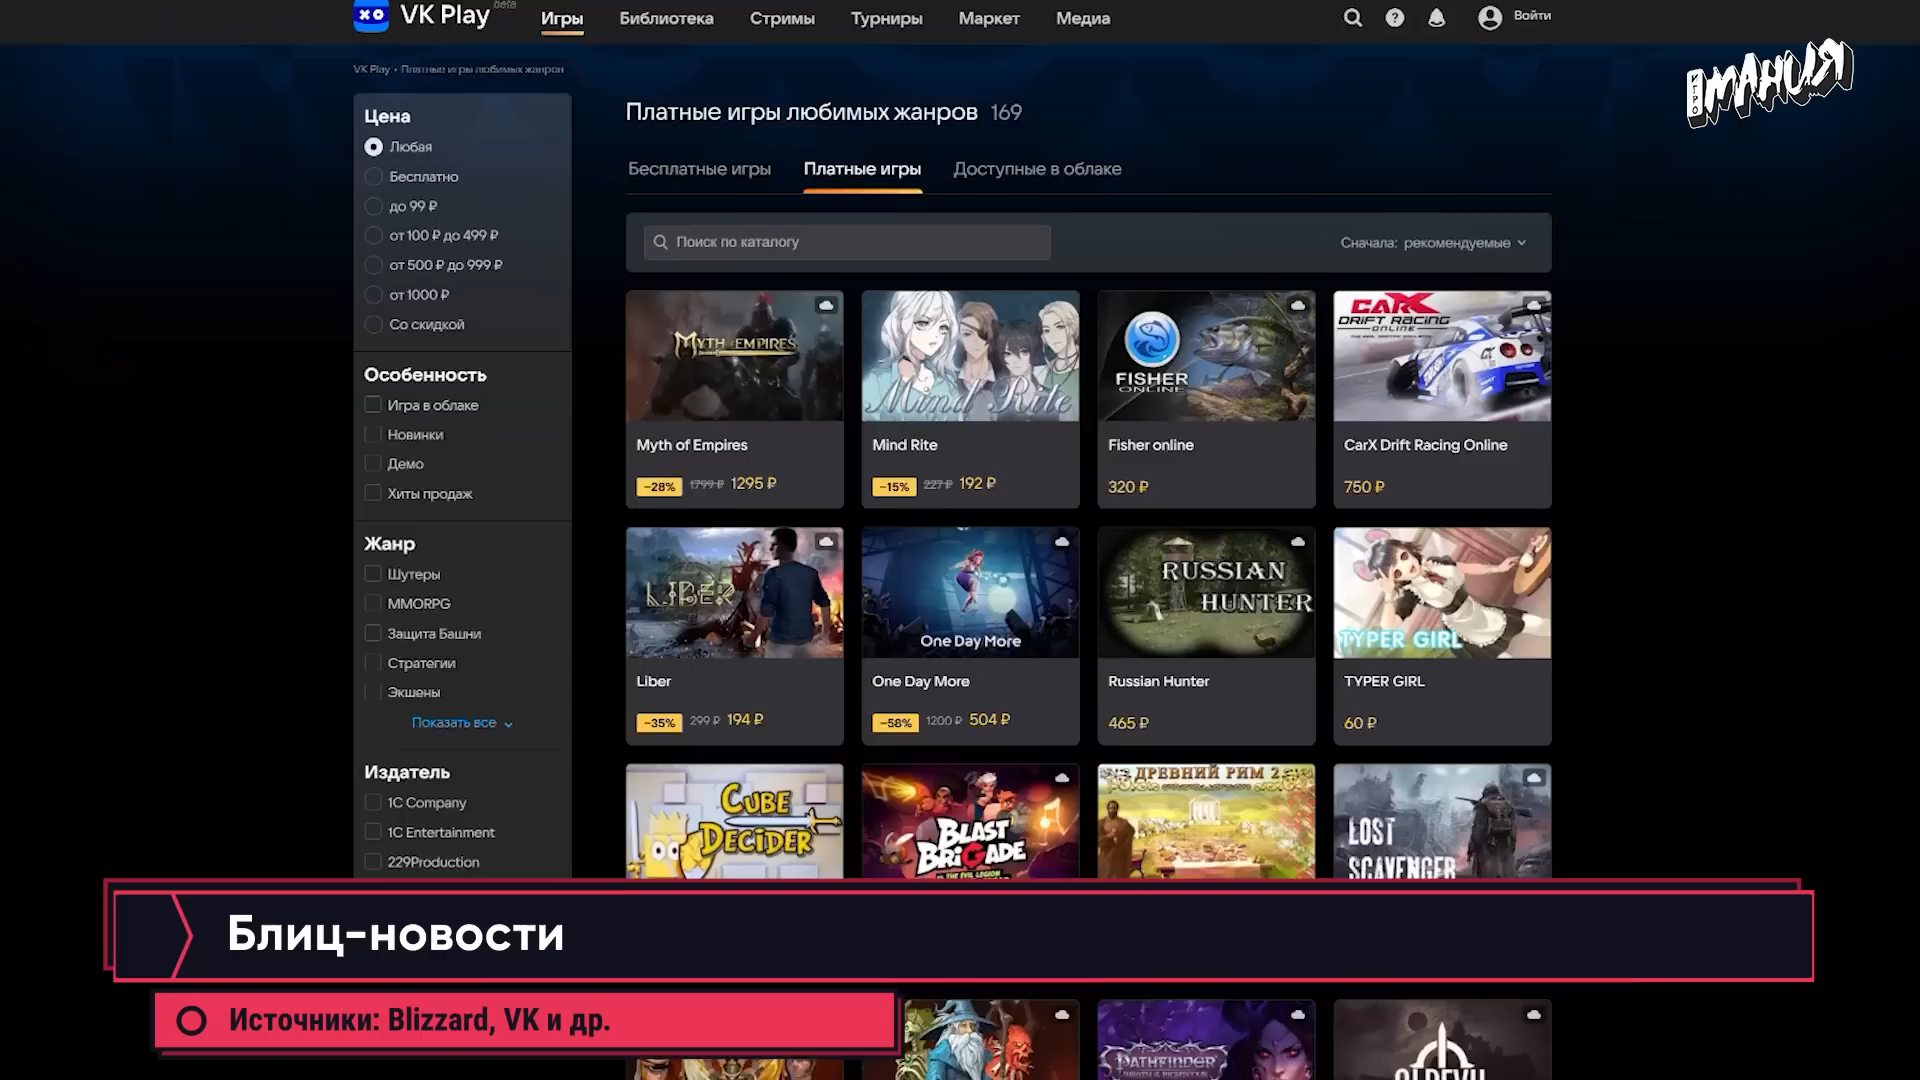 VK Play beta
Игры Библиотека Стримы Турниры Маркет Медиа
Войти
ИГРОМАНИЯ
VK Play • Платные игры любимых жанров
Цена
Любая
Бесплатно
до 99 ₽
от 100 ₽ до 499 ₽
от 500 ₽ до 999 ₽
от 1000 ₽
Со скидкой
Особенность
Игра в облаке
Новинки
Демо
Хиты продаж
Жанр
Шутеры
MMORPG
Защита Башни
Стратегии
Экшены
Показать все
Издатель
1C Company
1C Entertainment
229Production
Платные игры любимых жанров 169
Бесплатные игры Платные игры Доступные в облаке
Поиск по каталогу
Сначала: рекомендуемые
MYTH OF EMPIRES
Mind Rite
FISHER ONLINE
CARX DRIFT RACING ONLINE
Myth of Empires
Mind Rite
Fisher online
CarX Drift Racing Online
-28% 1799 ₽ 1295 ₽
-15% 227 ₽ 192 ₽
320 ₽
750 ₽
LIBER
One Day More
RUSSIAN HUNTER
TYPER GIRL
Liber
One Day More
Russian Hunter
TYPER GIRL
-35% 299 ₽ 194 ₽
-58% 1200 ₽ 504 ₽
465 ₽
60 ₽
CUBE DECIDER
BLAST BRIGADE
ДРЕВНИЙ РИМ 2
LOST SCAVENGER
Блиц-новости
Источники: Blizzard, VK и др.
PATHFINDER